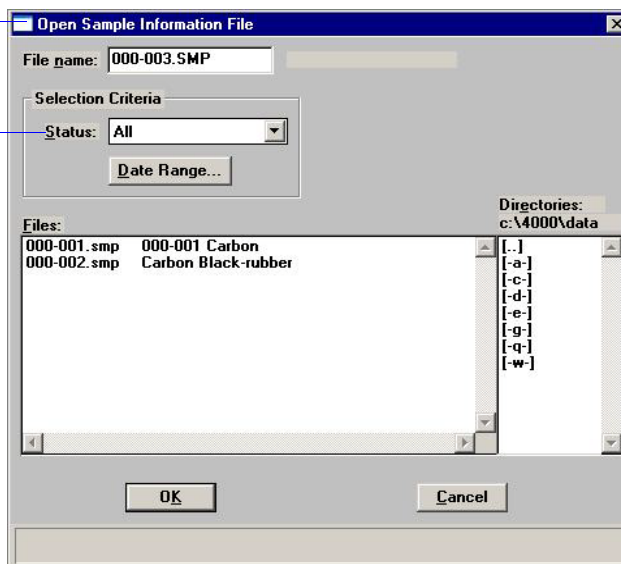 Open Sample Information File
File name: 000-003.SMP
Selection Criteria
Status: All
Date Range...
Directories:
c:\4000\data
Files:
000-001.smp 000-001 Carbon
000-002.smp Carbon Black-rubber
[..]
[-a-]
[-c-]
[-d-]
[-e-]
[-g-]
[-q-]
[-w-]
OK
Cancel